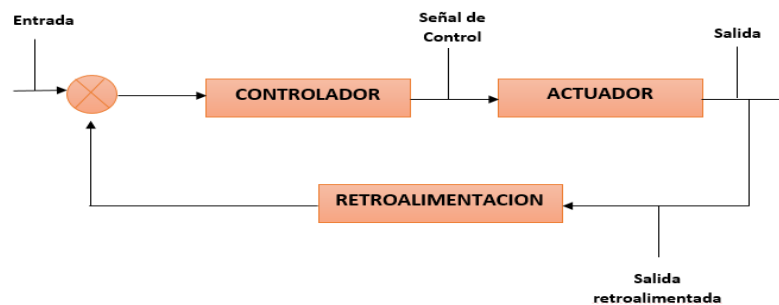 Entrada
Señal de
Control
Salida
CONTROLADOR
ACTUADOR
RETROALIMENTACION
Salida
retroalimentada